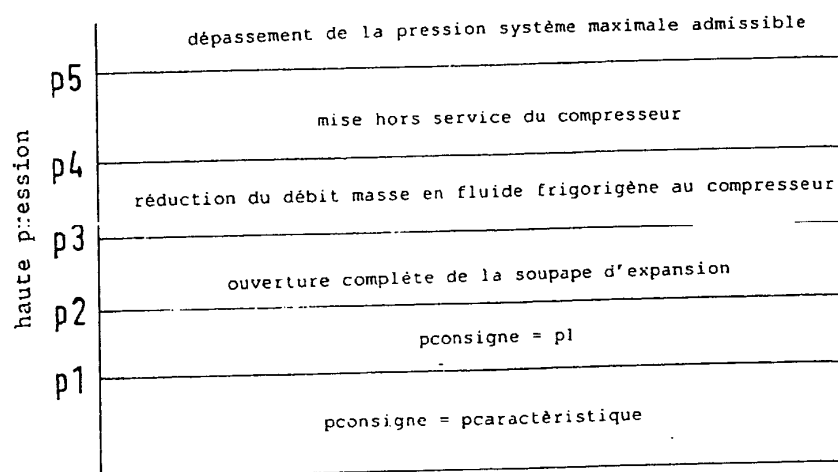 dépassement de la pression système maximale admissible
p5
mise hors service du compresseur
p4
réduction du débit masse en fluide frigorigène au compresseur
p3
ouverture complète de la soupape d'expansion
p2
pconsigne = p1
p1
pconsigne = pcaractèristique
haute pression